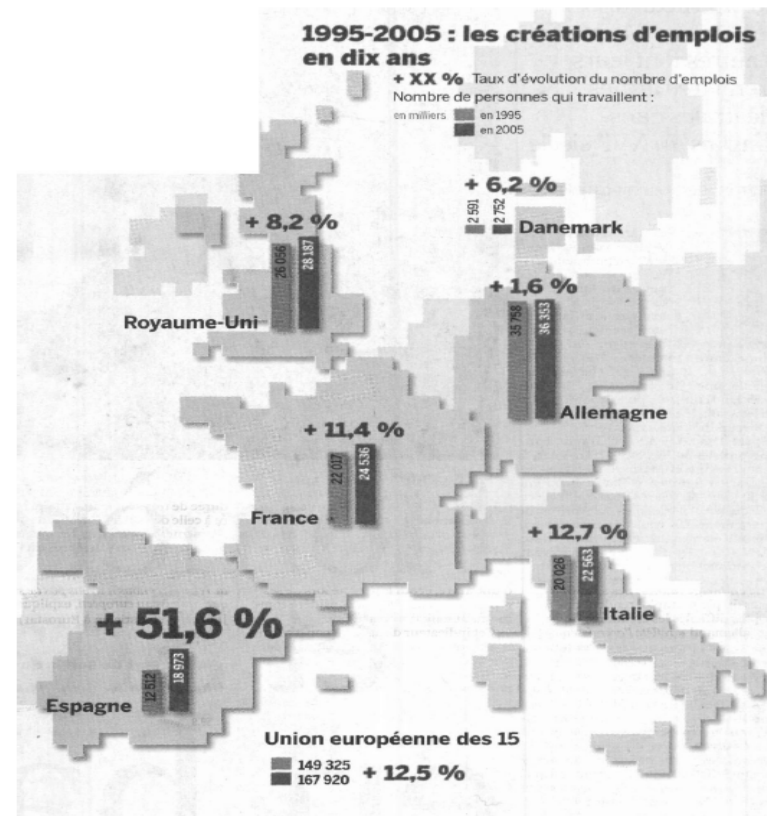 1995-2005 : les créations d'emplois
en dix ans
+ XX % Taux d'évolution du nombre d'emplois
Nombre de personnes qui travaillent :
en milliers
en 1995
en 2005
+ 6,2 %
2 591
2 752
Danemark
+ 8,2 %
26 056
28 187
Royaume-Uni
+ 1,6 %
35 758
36 353
Allemagne
+ 11,4 %
22 017
24 536
France
+ 12,7 %
20 026
22 563
Italie
+ 51,6 %
12 512
18 973
Espagne
Union européenne des 15
149 325
167 920
+ 12,5 %